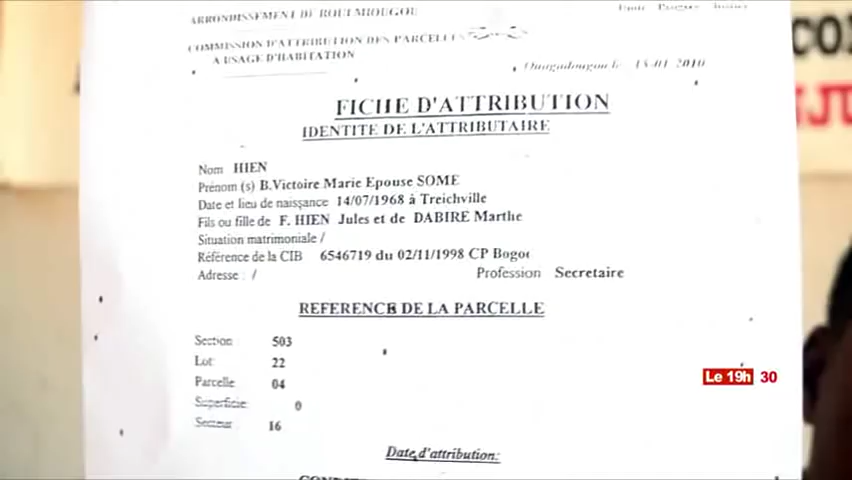 ARRONDISSEMENT DE BOULMIOUGOU
COMMISSION D'ATTRIBUTION DES PARCELLES
A USAGE D'HABITATION
Ouagadougou le 15-01-2010
FICHE D'ATTRIBUTION
IDENTITE DE L'ATTRIBUTAIRE
Nom HIEN
Prénom (s) B.Victoire Marie Epouse SOME
Date et lieu de naissance 14/07/1968 à Treichville
Fils ou fille de F. HIEN Jules et de DABIRE Marthe
Situation matrimoniale /
Référence de la CIB 6546719 du 02/11/1998 CP Bogo
Adresse : / Profession Secretaire
REFERENCE DE LA PARCELLE
Section 503
Lot 22
Parcelle 04
Superficie 0
Secteur 16
Date d'attribution:
Le 19h 30